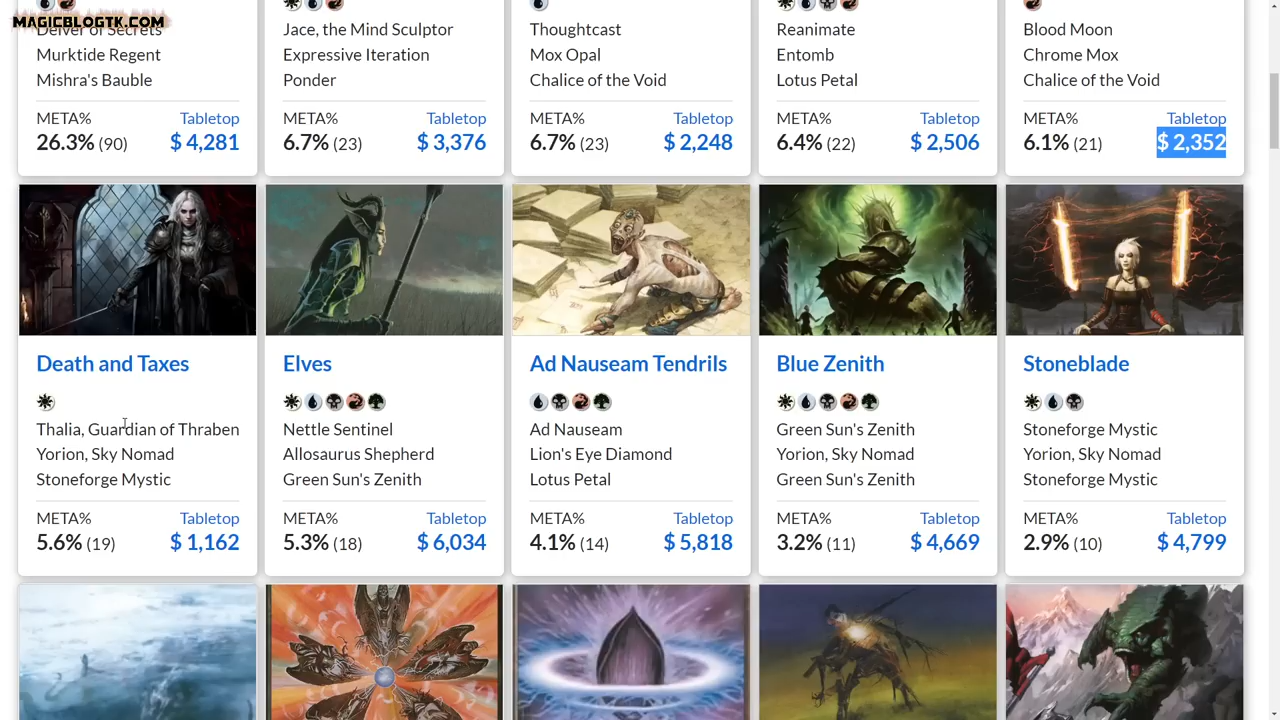 MAGICBLOGTK.COM
Delver of Secrets
Murktide Regent
Mishra's Bauble
META% Tabletop
26.3% (90) $ 4,281
Jace, the Mind Sculptor
Expressive Iteration
Ponder
META% Tabletop
6.7% (23) $ 3,376
Thoughtcast
Mox Opal
Chalice of the Void
META% Tabletop
6.7% (23) $ 2,248
Reanimate
Entomb
Lotus Petal
META% Tabletop
6.4% (22) $ 2,506
Blood Moon
Chrome Mox
Chalice of the Void
META% Tabletop
6.1% (21) $ 2,352
Death and Taxes
Thalia, Guardian of Thraben
Yorion, Sky Nomad
Stoneforge Mystic
META% Tabletop
5.6% (19) $ 1,162
Elves
Nettle Sentinel
Allosaurus Shepherd
Green Sun's Zenith
META% Tabletop
5.3% (18) $ 6,034
Ad Nauseam Tendrils
Ad Nauseam
Lion's Eye Diamond
Lotus Petal
META% Tabletop
4.1% (14) $ 5,818
Blue Zenith
Green Sun's Zenith
Yorion, Sky Nomad
Green Sun's Zenith
META% Tabletop
3.2% (11) $ 4,669
Stoneblade
Stoneforge Mystic
Yorion, Sky Nomad
Stoneforge Mystic
META% Tabletop
2.9% (10) $ 4,799